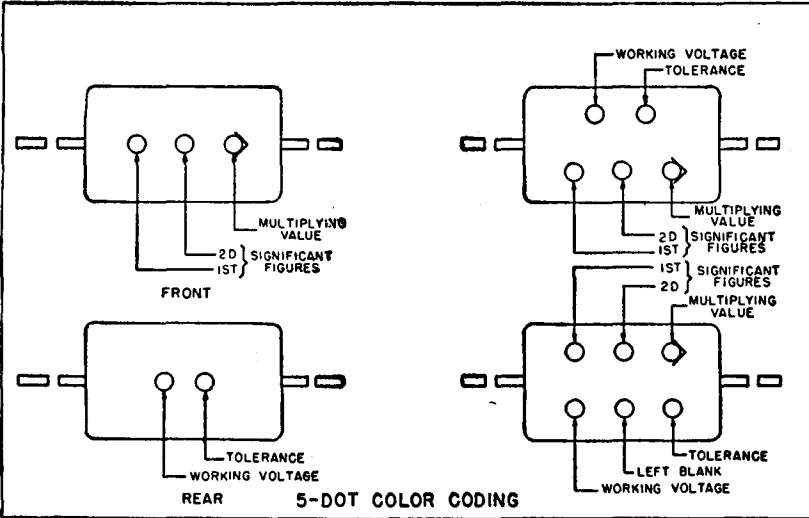 MULTIPLYING
VALUE
2D
1ST
SIGNIFICANT
FIGURES
FRONT
TOLERANCE
WORKING VOLTAGE
REAR
WORKING VOLTAGE
TOLERANCE
MULTIPLYING
VALUE
2D
1ST
SIGNIFICANT
FIGURES
1ST
2D
SIGNIFICANT
FIGURES
MULTIPLYING
VALUE
TOLERANCE
LEFT BLANK
WORKING VOLTAGE
5-DOT COLOR CODING